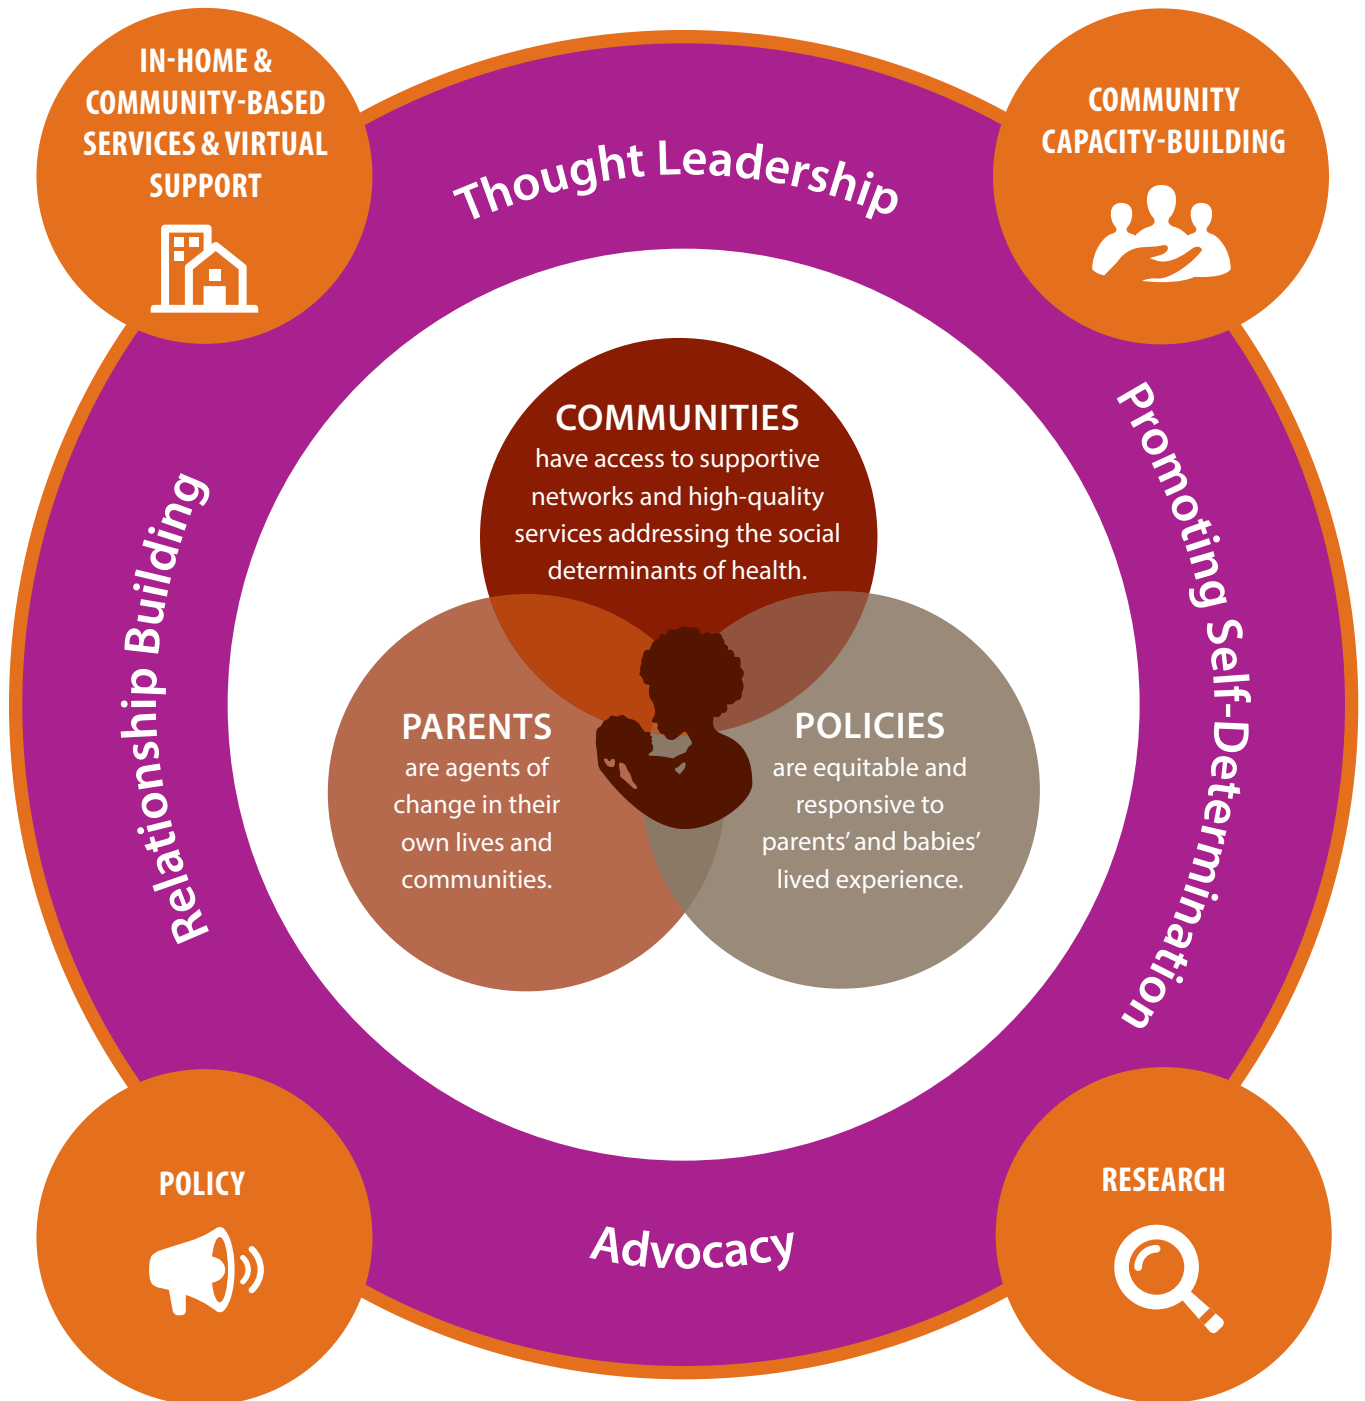 IN-HOME &
COMMUNITY-BASED
SERVICES & VIRTUAL
SUPPORT
COMMUNITY
CAPACITY-BUILDING
Thought Leadership
Promoting Self-Determination
Relationship Building
COMMUNITIES
have access to supportive
networks and high-quality
services addressing the social
determinants of health.
PARENTS
are agents of
change in their
own lives and
communities.
POLICIES
are equitable and
responsive to
parents’ and babies’
lived experience.
POLICY
Advocacy
RESEARCH